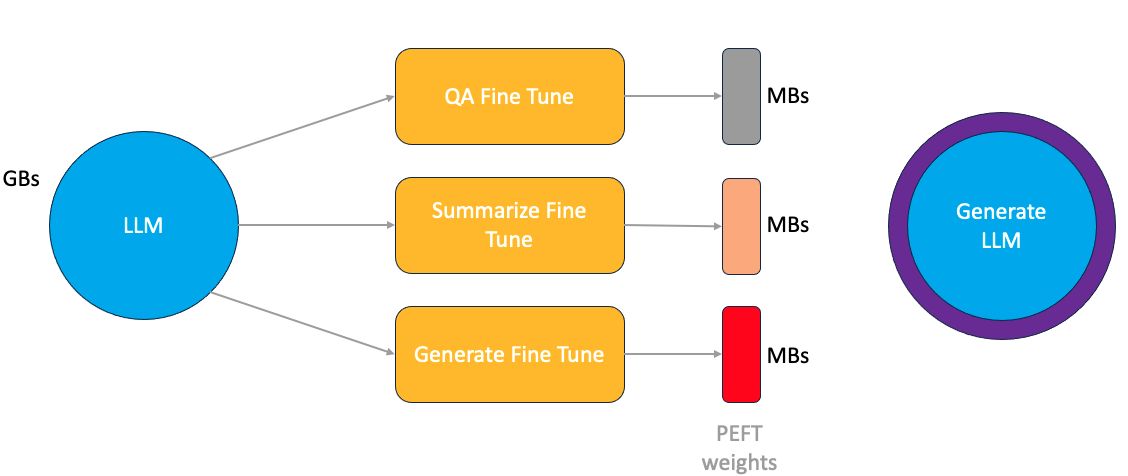 QA Fine Tune
MBs
GBs
LLM
Summarize Fine
Tune
MBs
Generate
LLM
Generate Fine Tune
MBs
PEFT
weights